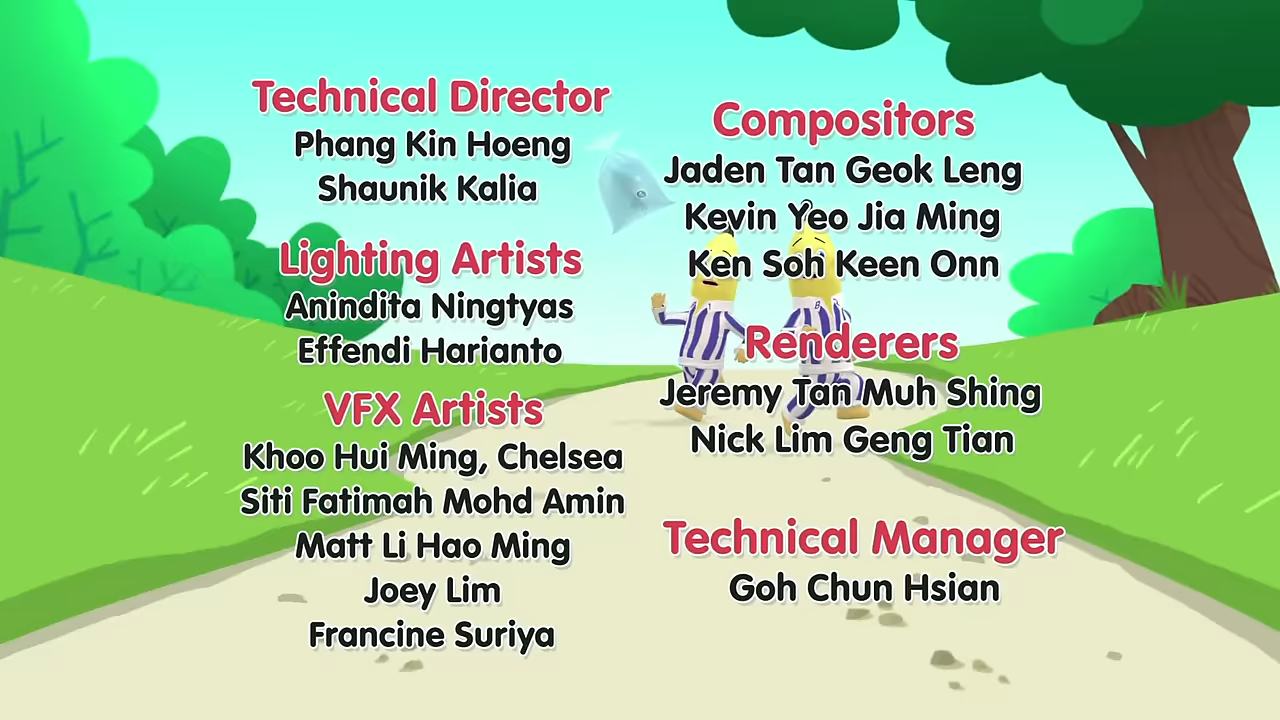 Technical Director
Phang Kin Hoeng
Shaunik Kalia
Lighting Artists
Anindita Ningtyas
Effendi Harianto
VFX Artists
Khoo Hui Ming, Chelsea
Siti Fatimah Mohd Amin
Matt Li Hao Ming
Joey Lim
Francine Suriya
Compositors
Jaden Tan Geok Leng
Kevin Yeo Jia Ming
Ken Soh Keen Onn
Renderers
Jeremy Tan Muh Shing
Nick Lim Geng Tian
Technical Manager
Goh Chun Hsian